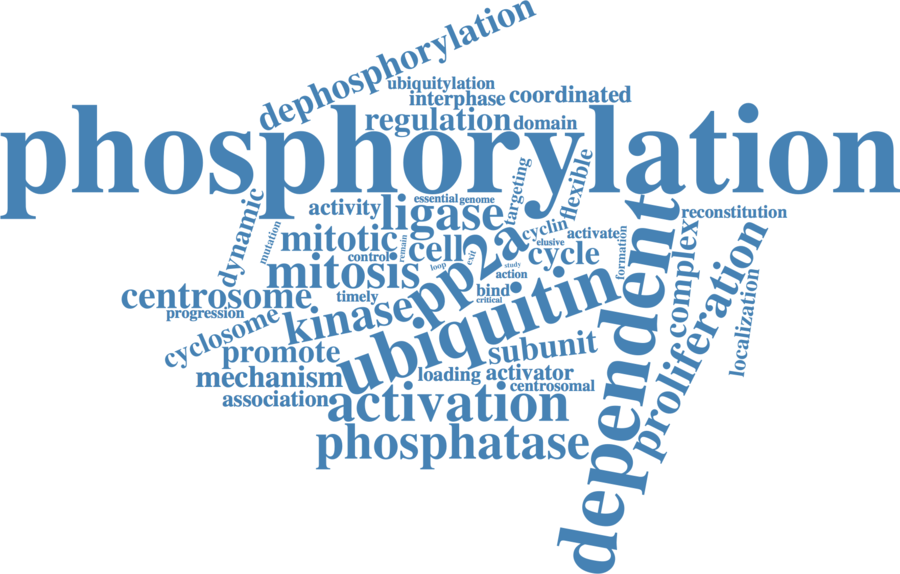 dephosphorylation
ubiquitylation
interphase
coordinated
regulation
domain
phosphorylation
essential
genome
targeting
flexible
activity
ligase
reconstitution
dynamic
mutation
mitotic
remain
cell
cyclin
activate
elusive
formation
control
loop
exit
study
cycle
mitosis
pp2a
action
dependent
complex
centrosome
timely
bind
critical
progression
kinase
ubiquitin
proliferation
localization
cyclosome
promote
subunit
mechanism
loading
activator
centrosomal
association
activation
phosphatase